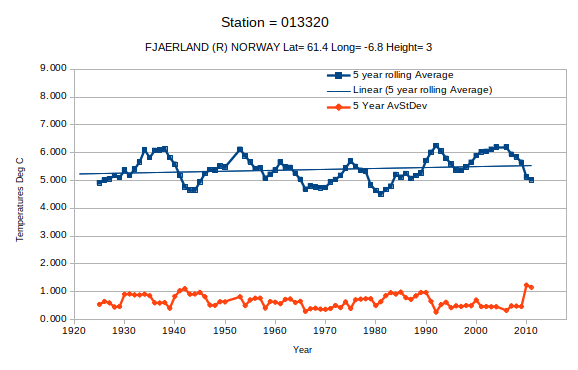 Station = 013320
FJAERLAND (R) NORWAY Lat= 61.4 Long= -6.8 Height= 3
5 year rolling Average
Linear (5 year rolling Average)
5 Year AvStDev
Temperatures Deg C
9.000
8.000
7.000
6.000
5.000
4.000
3.000
2.000
1.000
0.000
1920 1930 1940 1950 1960 1970 1980 1990 2000 2010
Year